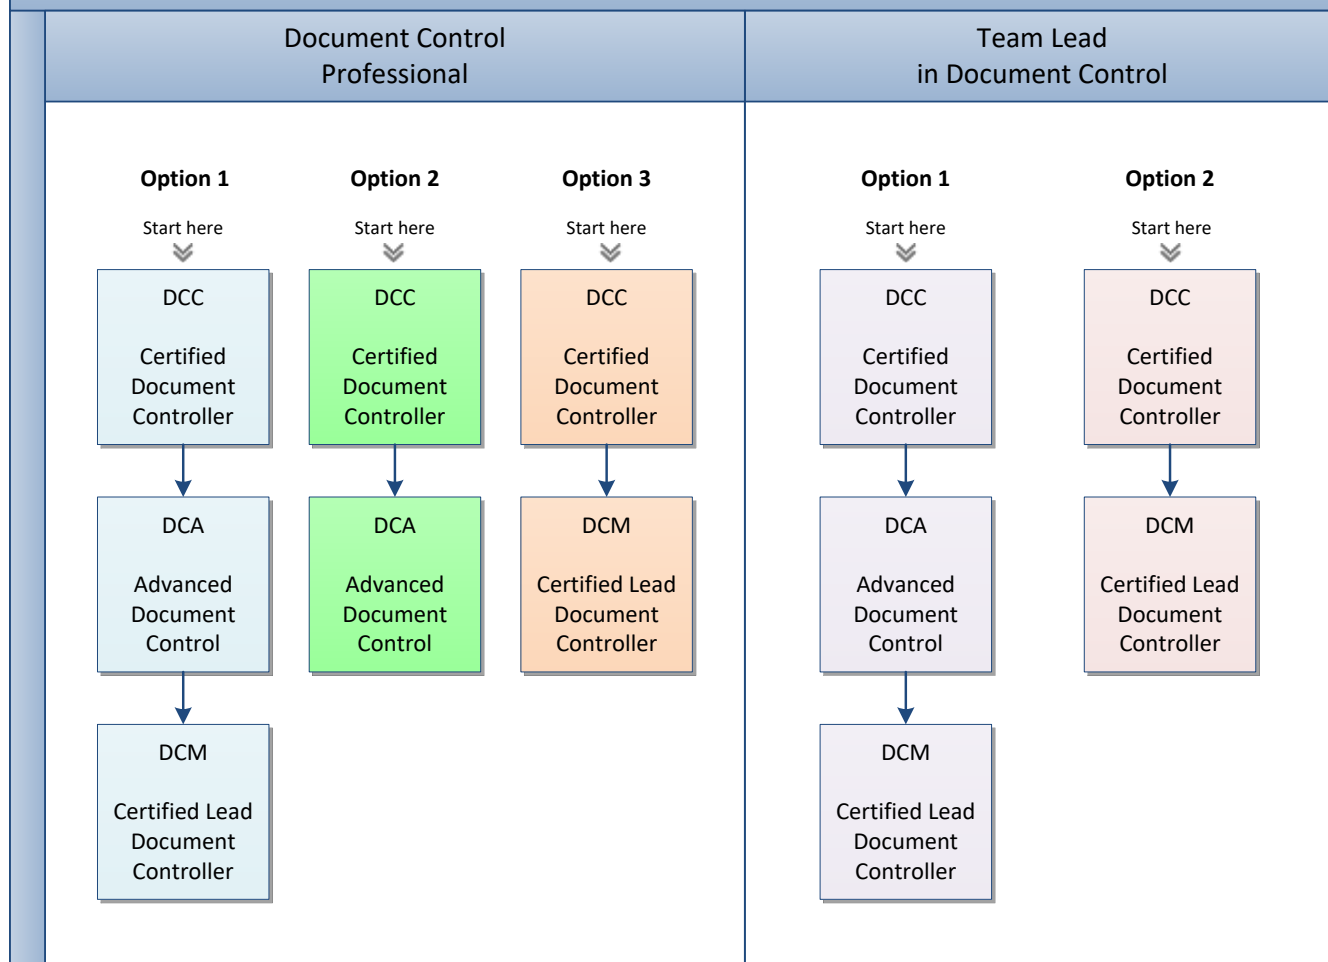 Document Control
Professional
Team Lead
in Document Control
Option 1
Option 2
Option 3
Option 1
Option 2
Start here
Start here
Start here
Start here
Start here
DCC
Certified
Document
Controller
DCC
Certified
Document
Controller
DCC
Certified
Document
Controller
DCC
Certified
Document
Controller
DCC
Certified
Document
Controller
DCA
Advanced
Document
Control
DCA
Advanced
Document
Control
DCM
Certified Lead
Document
Controller
DCA
Advanced
Document
Control
DCM
Certified Lead
Document
Controller
DCM
Certified Lead
Document
Controller
DCM
Certified Lead
Document
Controller